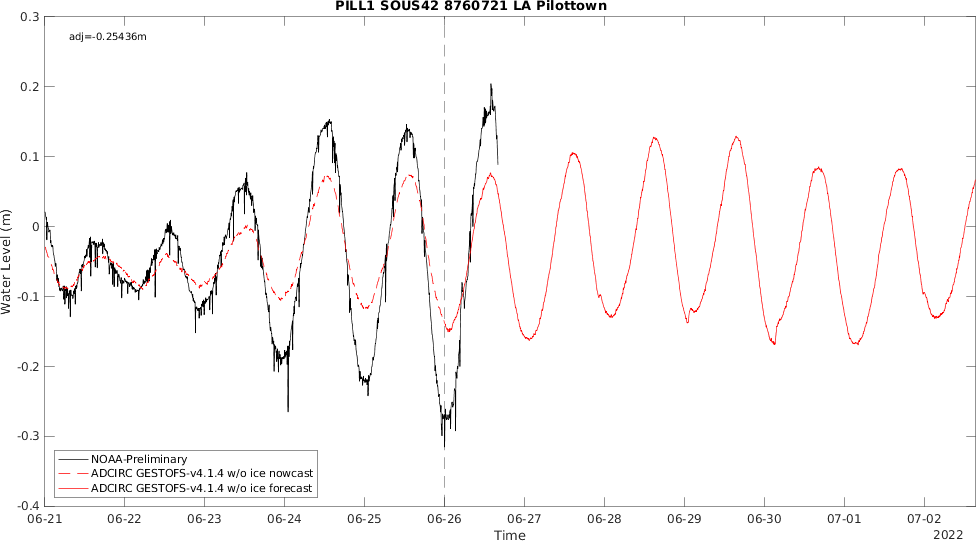 PILL1 SOUS42 8760721 LA Pilottown
adj=-0.25436m
0.3
0.2
0.1
0
-0.1
-0.2
-0.3
-0.4
Water Level (m)
NOAA-Preliminary
ADCIRC GESTOFS-v4.1.4 w/o ice nowcast
ADCIRC GESTOFS-v4.1.4 w/o ice forecast
06-21 06-22 06-23 06-24 06-25 06-26 06-27 06-28 06-29 06-30 07-01 07-02
Time
2022